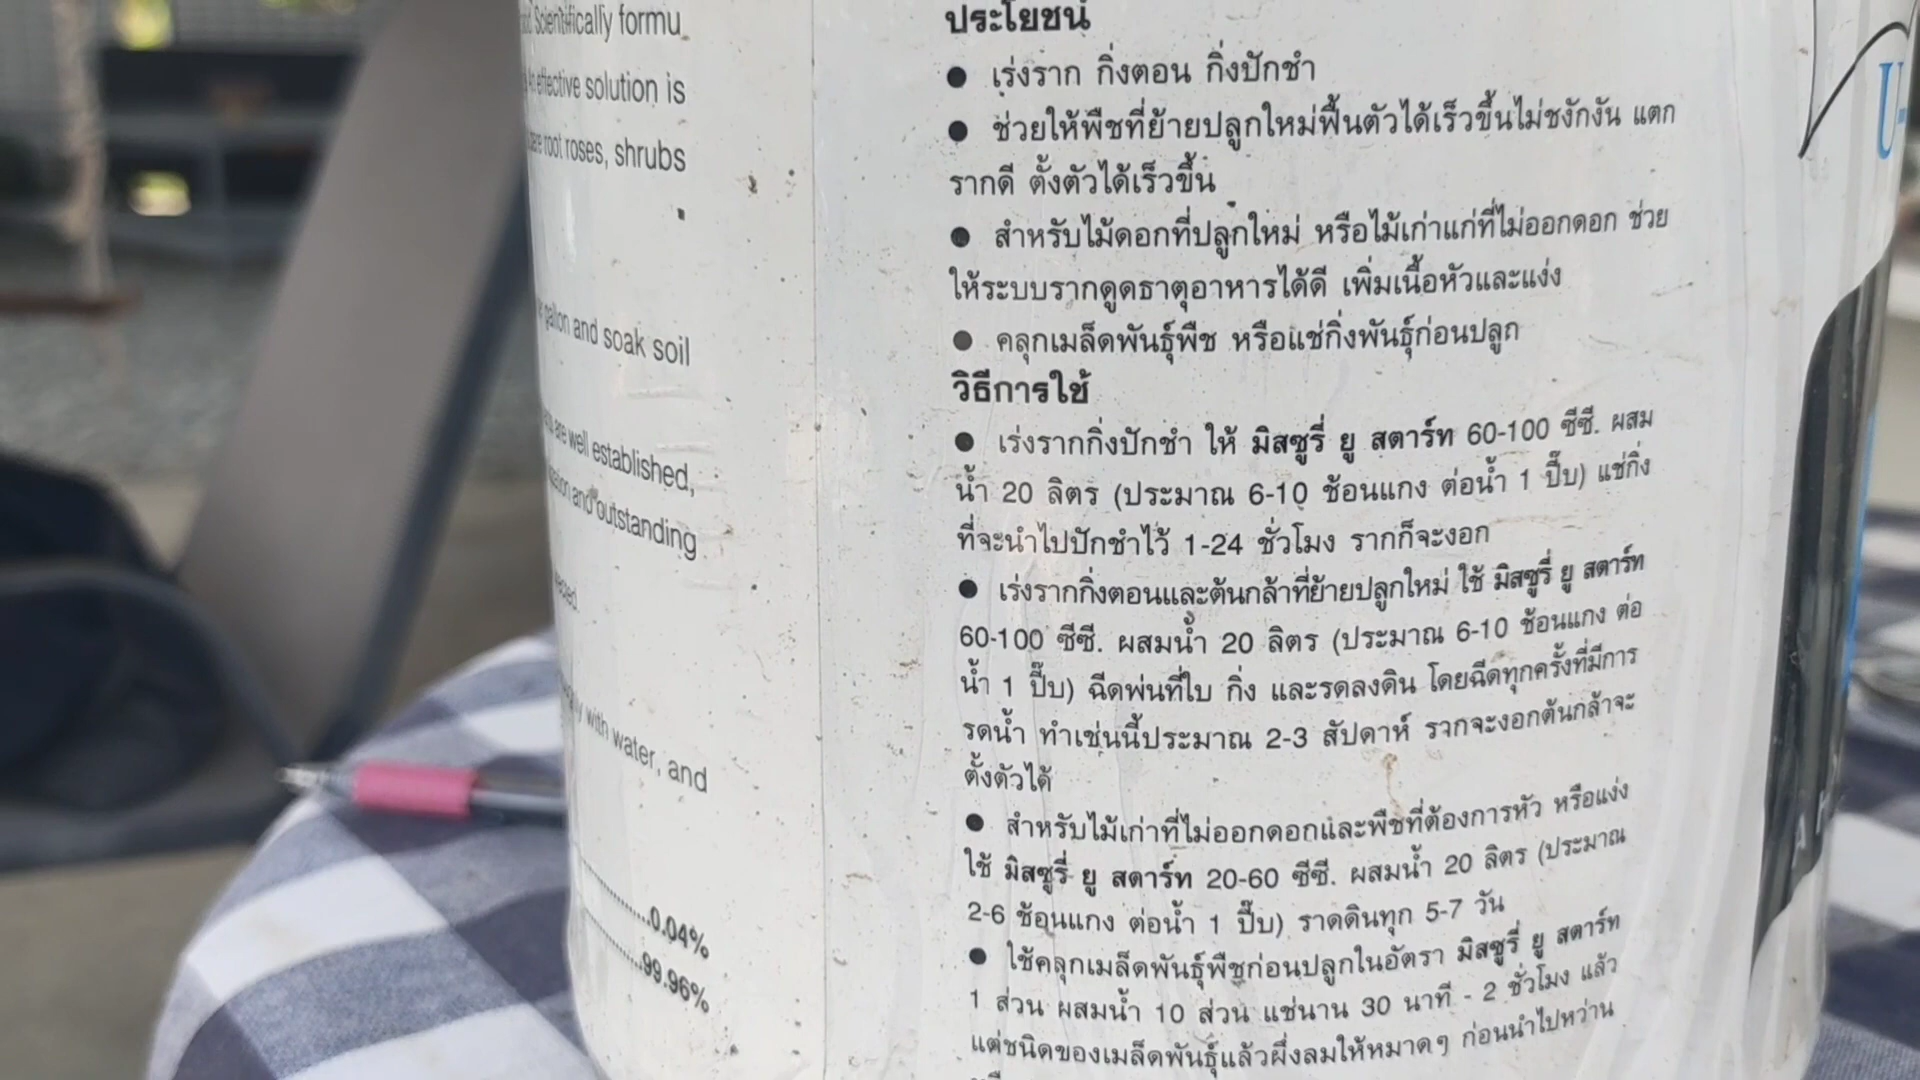 Scientifically formu
effective solution is
root roses, shrubs
gallon and soak soil
are well established,
and outstanding
with water, and
0.04%
99.96%
ประโยชน์
● เร่งราก กิ่งตอน กิ่งปักชำ
● ช่วยให้พืชที่ย้ายปลูกใหม่ฟื้นตัวได้เร็วขึ้นไม่ชงักงัน แตก
รากดี ตั้งตัวได้เร็วขึ้น
● สำหรับไม้ดอกที่ปลูกใหม่ หรือไม้เก่าแก่ที่ไม่ออกดอก ช่วย
ให้ระบบรากดูดธาตุอาหารได้ดี เพิ่มเนื้อหัวและแง่ง
● คลุกเมล็ดพันธุ์พืช หรือแช่กิ่งพันธุ์ก่อนปลูก
วิธีการใช้
● เร่งรากกิ่งปักชำ ให้ มิสซูรี่ ยู สตาร์ท 60-100 ซีซี. ผสม
น้ำ 20 ลิตร (ประมาณ 6-10 ช้อนแกง ต่อน้ำ 1 ปี๊บ) แช่กิ่ง
ที่จะนำไปปักชำไว้ 1-24 ชั่วโมง รากก็จะงอก
● เร่งรากกิ่งตอนและต้นกล้าที่ย้ายปลูกใหม่ ใช้ มิสซูรี่ ยู สตาร์ท
60-100 ซีซี. ผสมน้ำ 20 ลิตร (ประมาณ 6-10 ช้อนแกง ต่อ
น้ำ 1 ปี๊บ) ฉีดพ่นที่ใบ กิ่ง และรดลงดิน โดยฉีดทุกครั้งที่มีการ
รดน้ำ ทำเช่นนี้ประมาณ 2-3 สัปดาห์ รากจะงอกต้นกล้าจะ
ตั้งตัวได้
● สำหรับไม้เก่าที่ไม่ออกดอกและพืชที่ต้องการหัว หรือแง่ง
ใช้ มิสซูรี่ ยู สตาร์ท 20-60 ซีซี. ผสมน้ำ 20 ลิตร (ประมาณ
2-6 ช้อนแกง ต่อน้ำ 1 ปี๊บ) ราดดินทุก 5-7 วัน
● ใช้คลุกเมล็ดพันธุ์พืชก่อนปลูกในอัตรา มิสซูรี่ ยู สตาร์ท
1 ส่วน ผสมน้ำ 10 ส่วน แช่นาน 30 นาที - 2 ชั่วโมง แล้ว
แต่ชนิดของเมล็ดพันธุ์แล้วผึ่งลมให้หมาดๆ ก่อนนำไปหว่าน